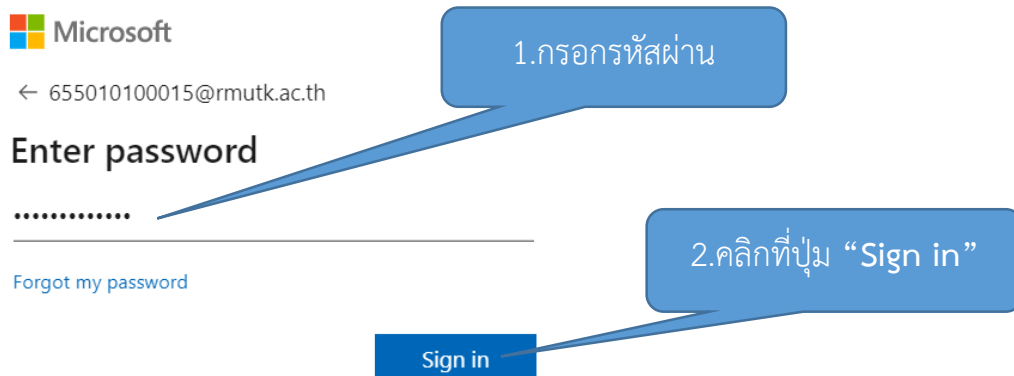 Microsoft
1.กรอกรหัสผ่าน
← 655010100015@rmutk.ac.th
Enter password
•••••••••••••
2.คลิกที่ปุ่ม “Sign in”
Forgot my password
Sign in